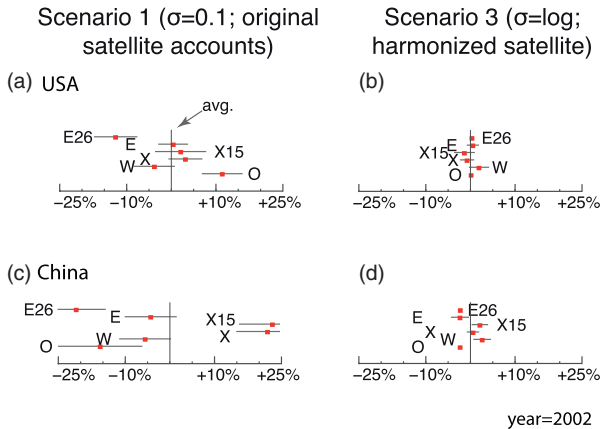 Scenario 1 (σ=0.1; original
satellite accounts)
Scenario 3 (σ=log;
harmonized satellite)
(a) USA
avg.
E26
E
X15
X
W
O
−25% −10% +10% +25%
(b)
E26
E
X15
X
W
O
−25% −10% +10% +25%
(c) China
E26
E
X15
X
W
O
−25% −10% +10% +25%
(d)
E26
E
X15
X
W
O
−25% −10% +10% +25%
year=2002